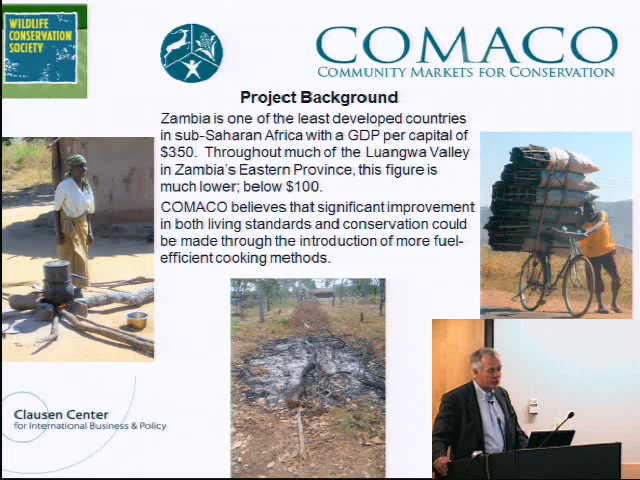 WILDLIFE
CONSERVATION
SOCIETY
COMACO
COMMUNITY MARKETS FOR CONSERVATION
Project Background
Zambia is one of the least developed countries
in sub-Saharan Africa with a GDP per capital of
$350. Throughout much of the Luangwa Valley
in Zambia's Eastern Province, this figure is
much lower; below $100.
COMACO believes that significant improvement
in both living standards and conservation could
be made through the introduction of more fuel-
efficient cooking methods.
Clausen Center
for International Business & Policy